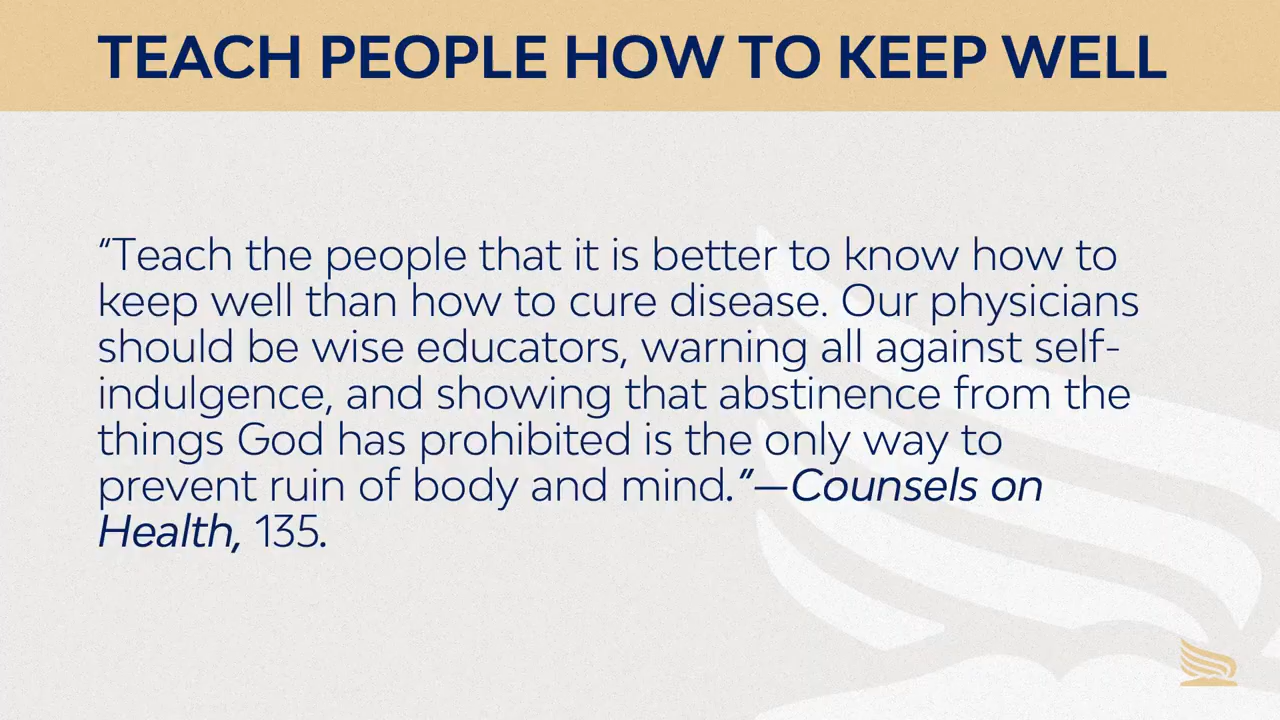 TEACH PEOPLE HOW TO KEEP WELL
“Teach the people that it is better to know how to
keep well than how to cure disease. Our physicians
should be wise educators, warning all against self-
indulgence, and showing that abstinence from the
things God has prohibited is the only way to
prevent ruin of body and mind.”—Counsels on
Health, 135.